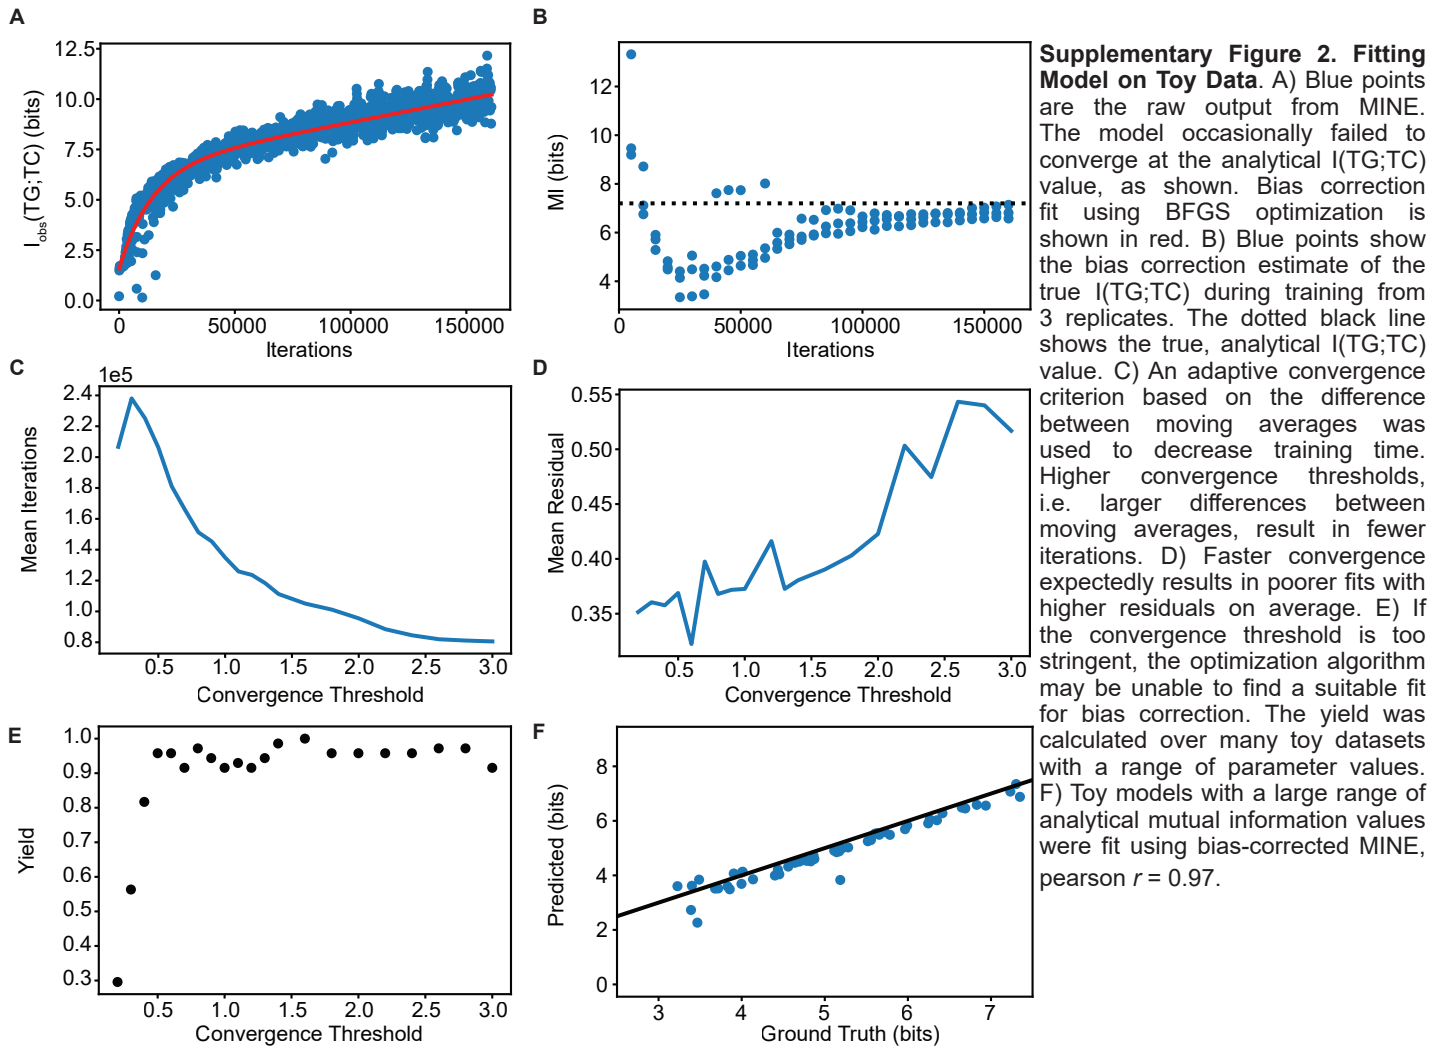 A
12.5
10.0
7.5
5.0
2.5
0.0
I_obs(TG;TC) (bits)
0 50000 100000 150000
Iterations
B
12
10
8
6
4
MI (bits)
0 50000 100000 150000
Iterations
C
1e5
2.4
2.2
2.0
1.8
1.6
1.4
1.2
1.0
0.8
Mean Iterations
0.5 1.0 1.5 2.0 2.5 3.0
Convergence Threshold
D
0.55
0.50
0.45
0.40
0.35
Mean Residual
0.5 1.0 1.5 2.0 2.5 3.0
Convergence Threshold
E
1.0
0.9
0.8
0.7
0.6
0.5
0.4
0.3
Yield
0.5 1.0 1.5 2.0 2.5 3.0
Convergence Threshold
F
8
6
4
2
0
Predicted (bits)
3 4 5 6 7
Ground Truth (bits)
Supplementary Figure 2. Fitting
Model on Toy Data. A) Blue points
are the raw output from MINE.
The model occasionally failed to
converge at the analytical I(TG;TC)
value, as shown. Bias correction
fit using BFGS optimization is
shown in red. B) Blue points show
the bias correction estimate of the
true I(TG;TC) during training from
3 replicates. The dotted black line
shows the true, analytical I(TG;TC)
value. C) An adaptive convergence
criterion based on the difference
between moving averages was
used to decrease training time.
Higher convergence thresholds,
i.e. larger differences between
moving averages, result in fewer
iterations. D) Faster convergence
expectedly results in poorer fits with
higher residuals on average. E) If
the convergence threshold is too
stringent, the optimization algorithm
may be unable to find a suitable fit
for bias correction. The yield was
calculated over many toy datasets
with a range of parameter values.
F) Toy models with a large range of
analytical mutual information values
were fit using bias-corrected MINE,
pearson r = 0.97.